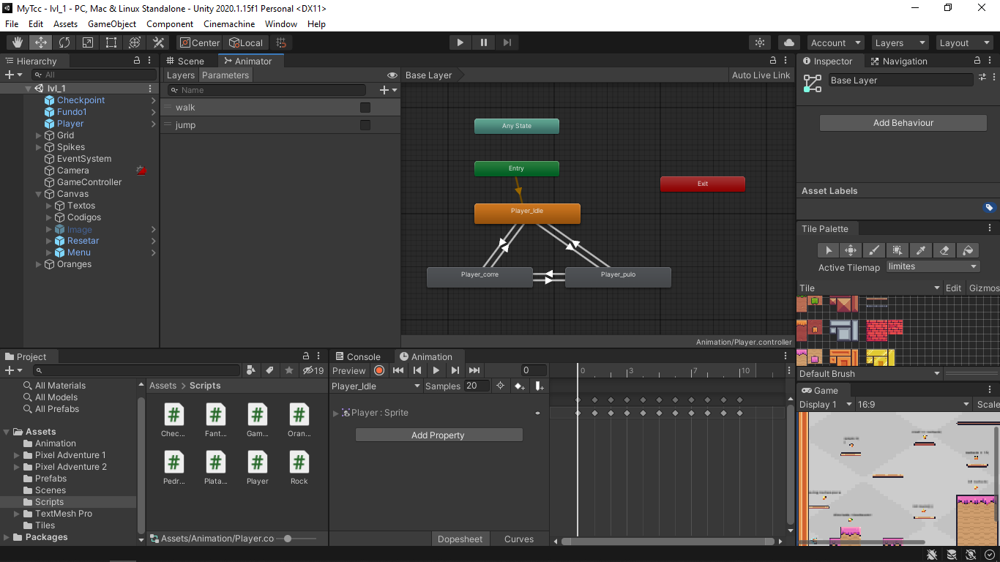 MyTcc - lvl_1 - PC, Mac & Linux Standalone - Unity 2020.1.15f1 Personal <DX11>
File Edit Assets GameObject Component Cinemachine Window Help
Center Local Account Layers Layout
Hierarchy
All
lvl_1
Checkpoint
Fundo1
Player
Grid
Spikes
EventSystem
Camera
GameController
Canvas
Textos
Codigos
Image
Resetar
Menu
Oranges
Scene Animator
Layers Parameters
Name
walk
jump
Base Layer Auto Live Link
Any State
Entry
Exit
Player_Idle
Player_corre
Player_pulo
Animation/Player.controller
Inspector Navigation
Base Layer
Add Behaviour
Asset Labels
Tile Palette
Active Tilemap limites
Tile Edit Gizmos
Default Brush
Game
Display 1 16:9 Scale
Project
19
All Materials
All Models
All Prefabs
Assets
Animation
Pixel Adventure 1
Pixel Adventure 2
Prefabs
Scenes
Scripts
TextMesh Pro
Tiles
Packages
Assets > Scripts
Chec... Fant... Gam... Oran...
Pedr... Plata... Player Rock
Assets/Animation/Player.co
Console Animation
Preview 0
Player_Idle Samples 20
Player : Sprite
Add Property
Dopesheet Curves
0 3 7 10